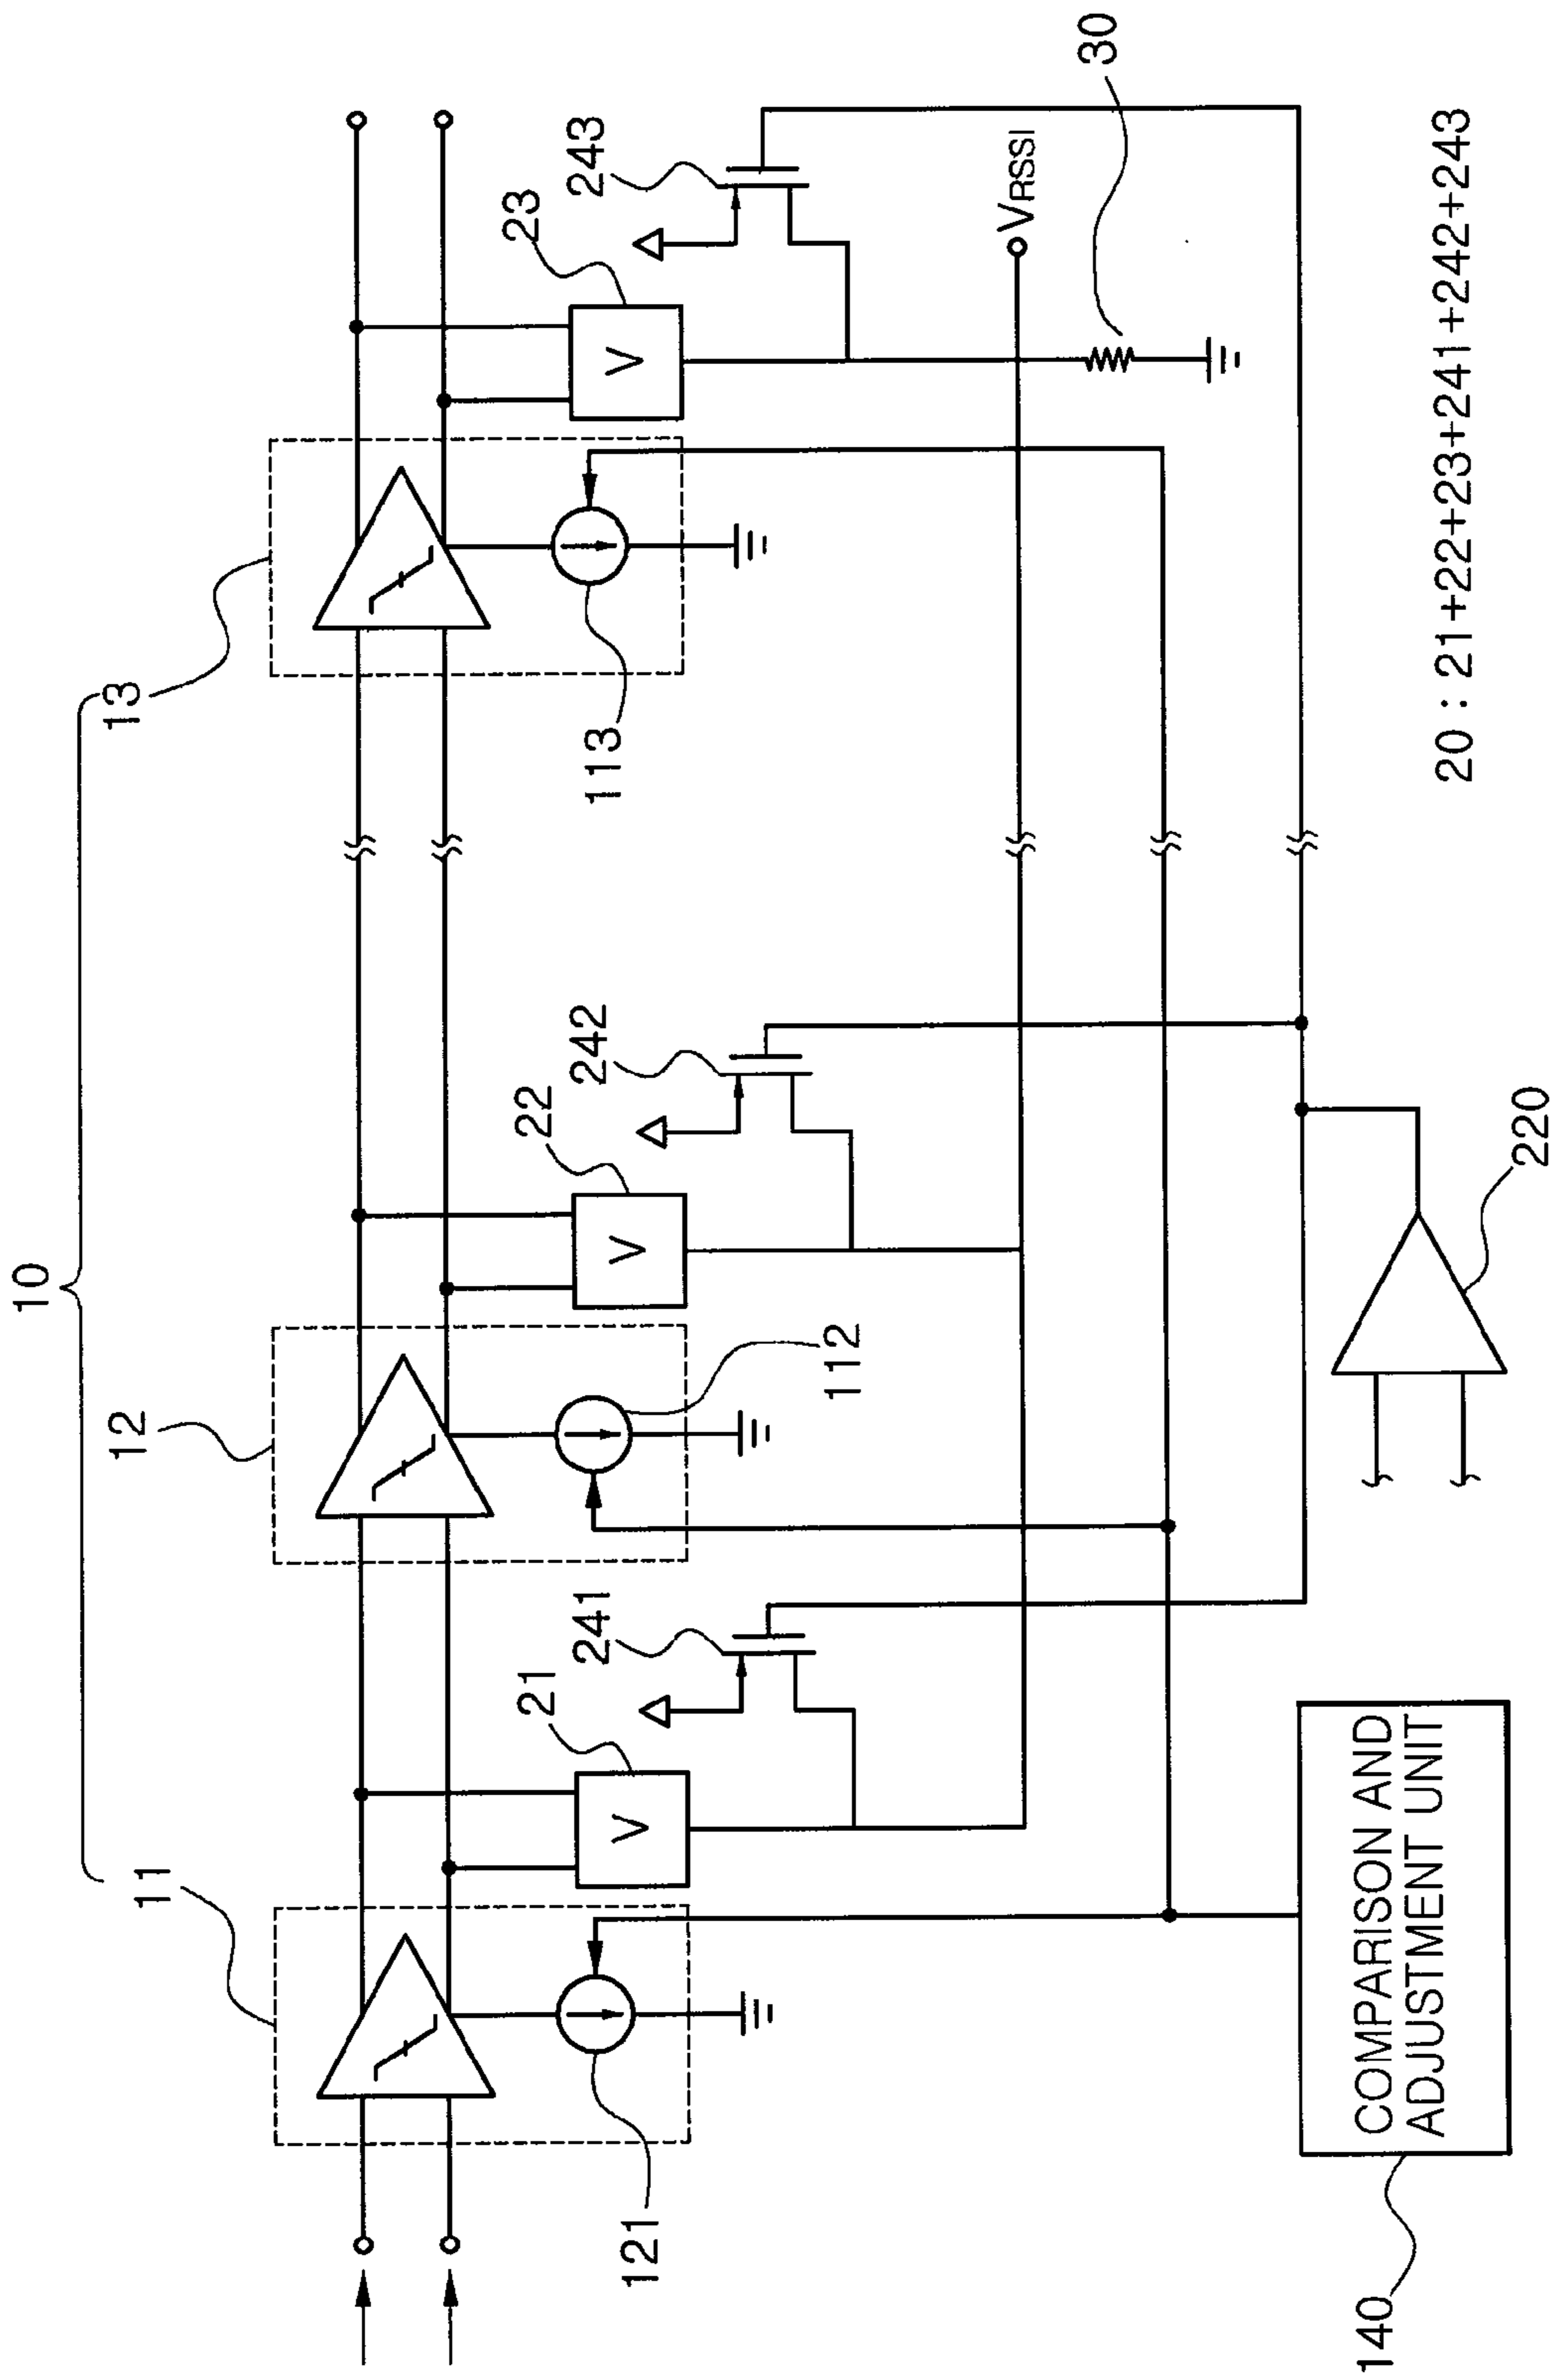 10
11
12
13
121
112
113
21
22
23
V
V
V
241
242
243
VRSSI
30
140
COMPARISON AND
ADJUSTMENT UNIT
220
20 : 21+22+23+241+242+243